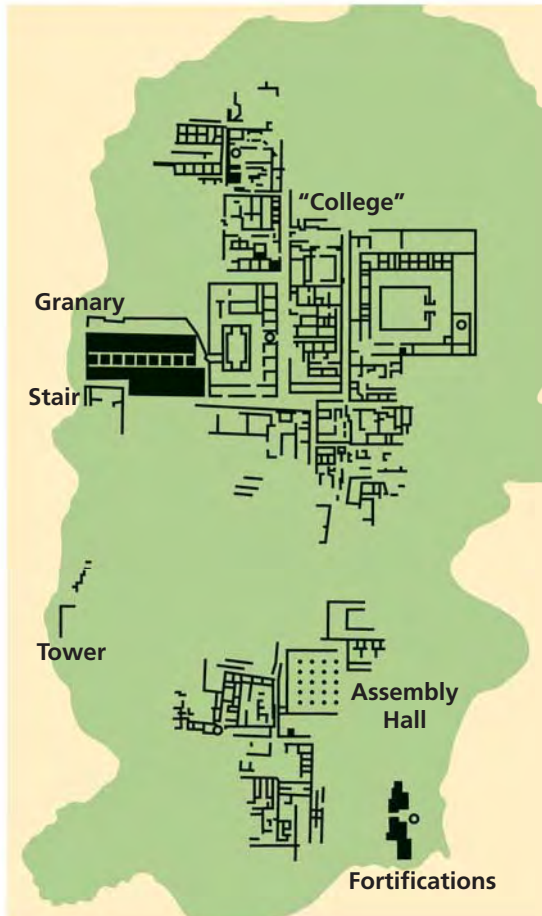 “College”
Granary
Stair
Tower
Assembly
Hall
Fortifications